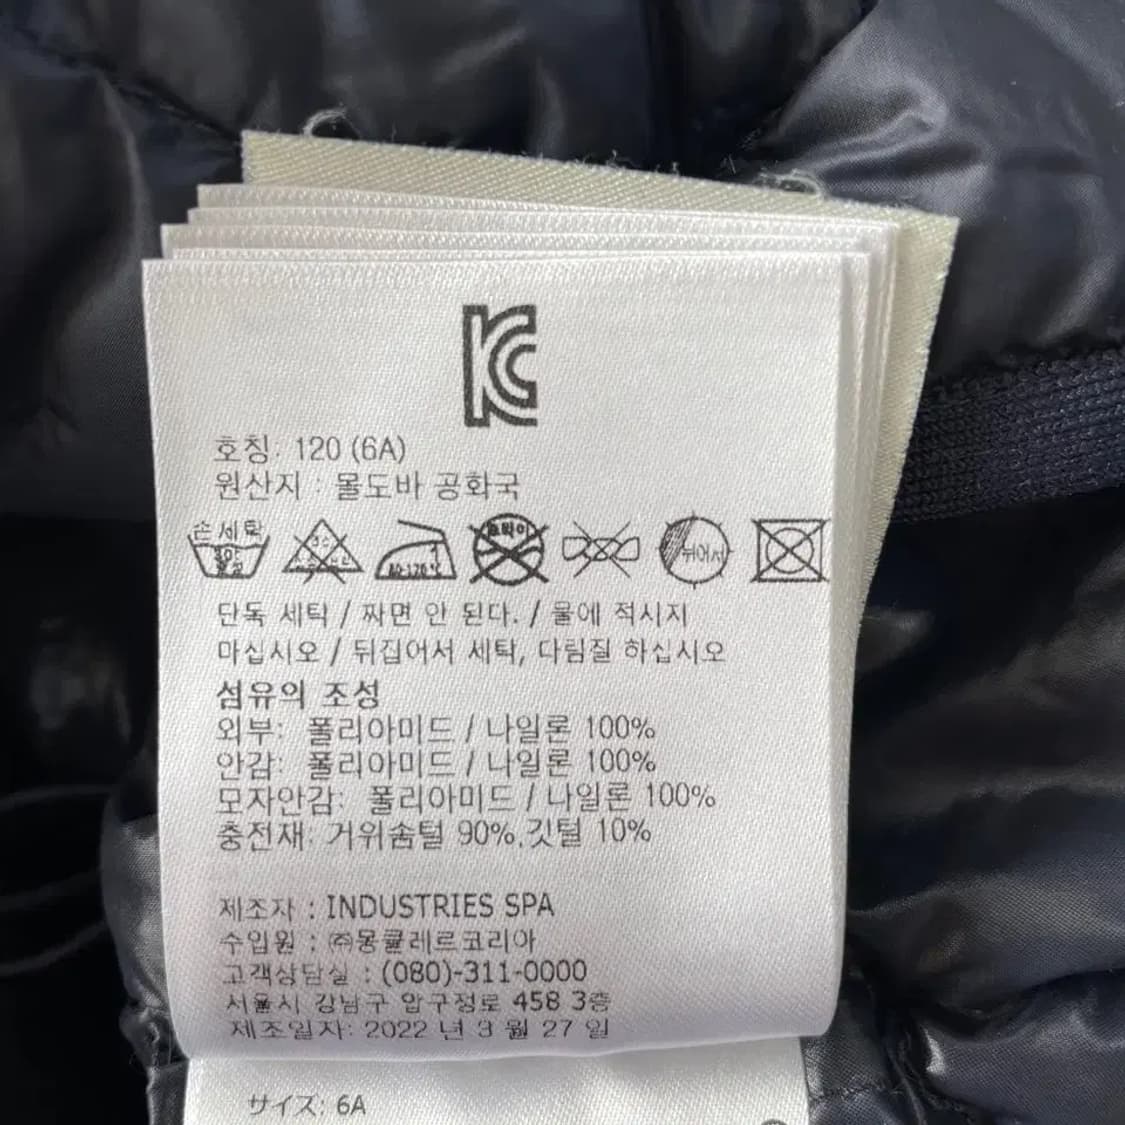 KC
호칭: 120 (6A)
원산지 : 몰도바 공화국
손세탁
80-120℃
뉘어서
단독 세탁 / 짜면 안 된다. / 물에 적시지
마십시오 / 뒤집어서 세탁, 다림질 하십시오
섬유의 조성
외부: 폴리아미드 / 나일론 100%
안감: 폴리아미드 / 나일론 100%
모자안감: 폴리아미드 / 나일론 100%
충전재: 거위솜털 90%,깃털 10%
제조자 : INDUSTRIES SPA
수입원 : ㈜몽클레르코리아
고객상담실 : (080)-311-0000
서울시 강남구 압구정로 458 3층
제조일자: 2022 년 3 월 27 일
サイズ: 6A